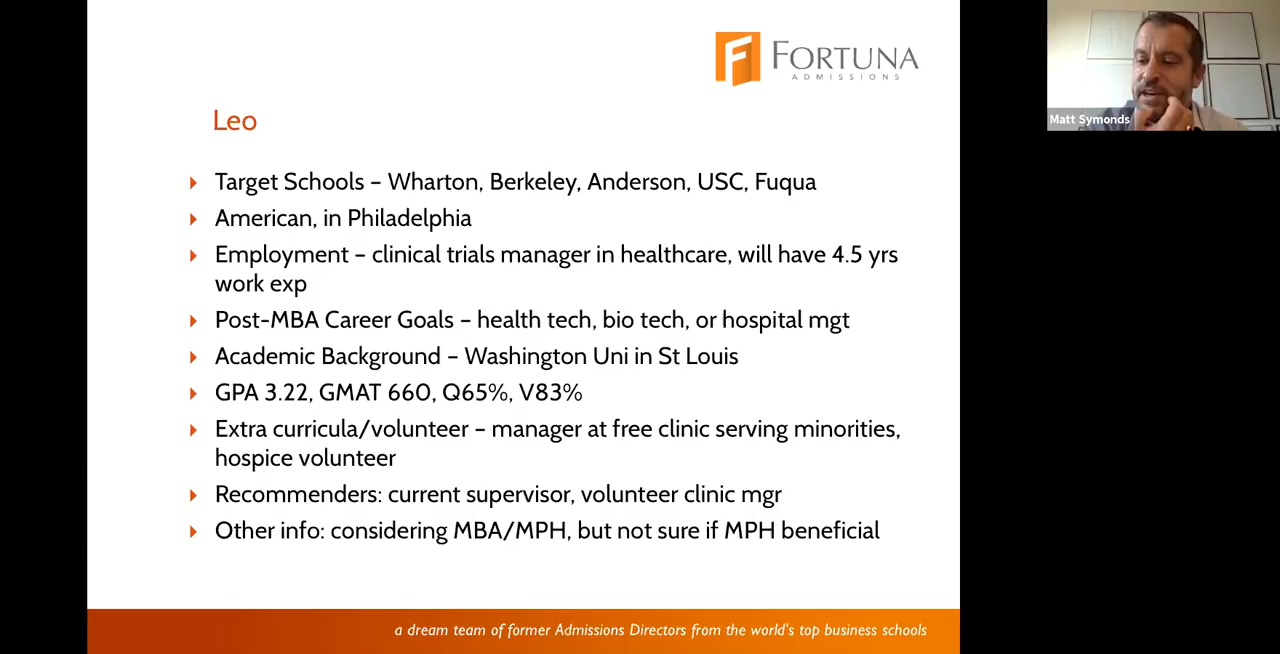 FORTUNA
ADMISSIONS
Matt Symonds
Leo
Target Schools – Wharton, Berkeley, Anderson, USC, Fuqua
American, in Philadelphia
Employment – clinical trials manager in healthcare, will have 4.5 yrs
work exp
Post-MBA Career Goals – health tech, bio tech, or hospital mgt
Academic Background – Washington Uni in St Louis
GPA 3.22, GMAT 660, Q65%, V83%
Extra curricula/volunteer – manager at free clinic serving minorities,
hospice volunteer
Recommenders: current supervisor, volunteer clinic mgr
Other info: considering MBA/MPH, but not sure if MPH beneficial
a dream team of former Admissions Directors from the world's top business schools